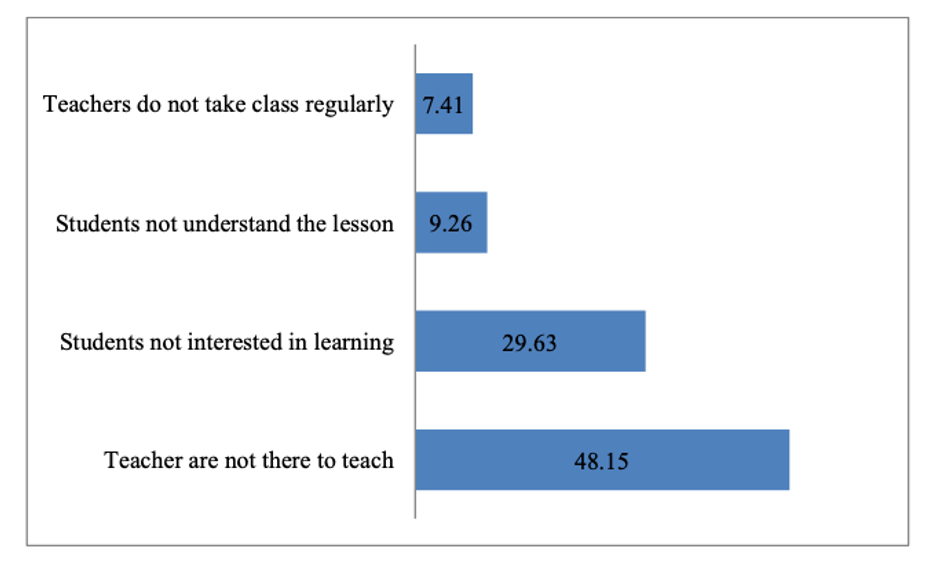 Teachers do not take class regularly 7.41
Students not understand the lesson 9.26
Students not interested in learning 29.63
Teacher are not there to teach 48.15